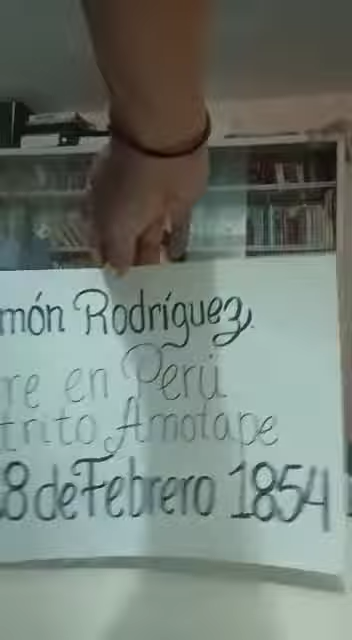 món Rodríguez
re en Perú
trito Amotape
8 de Febrero 1854